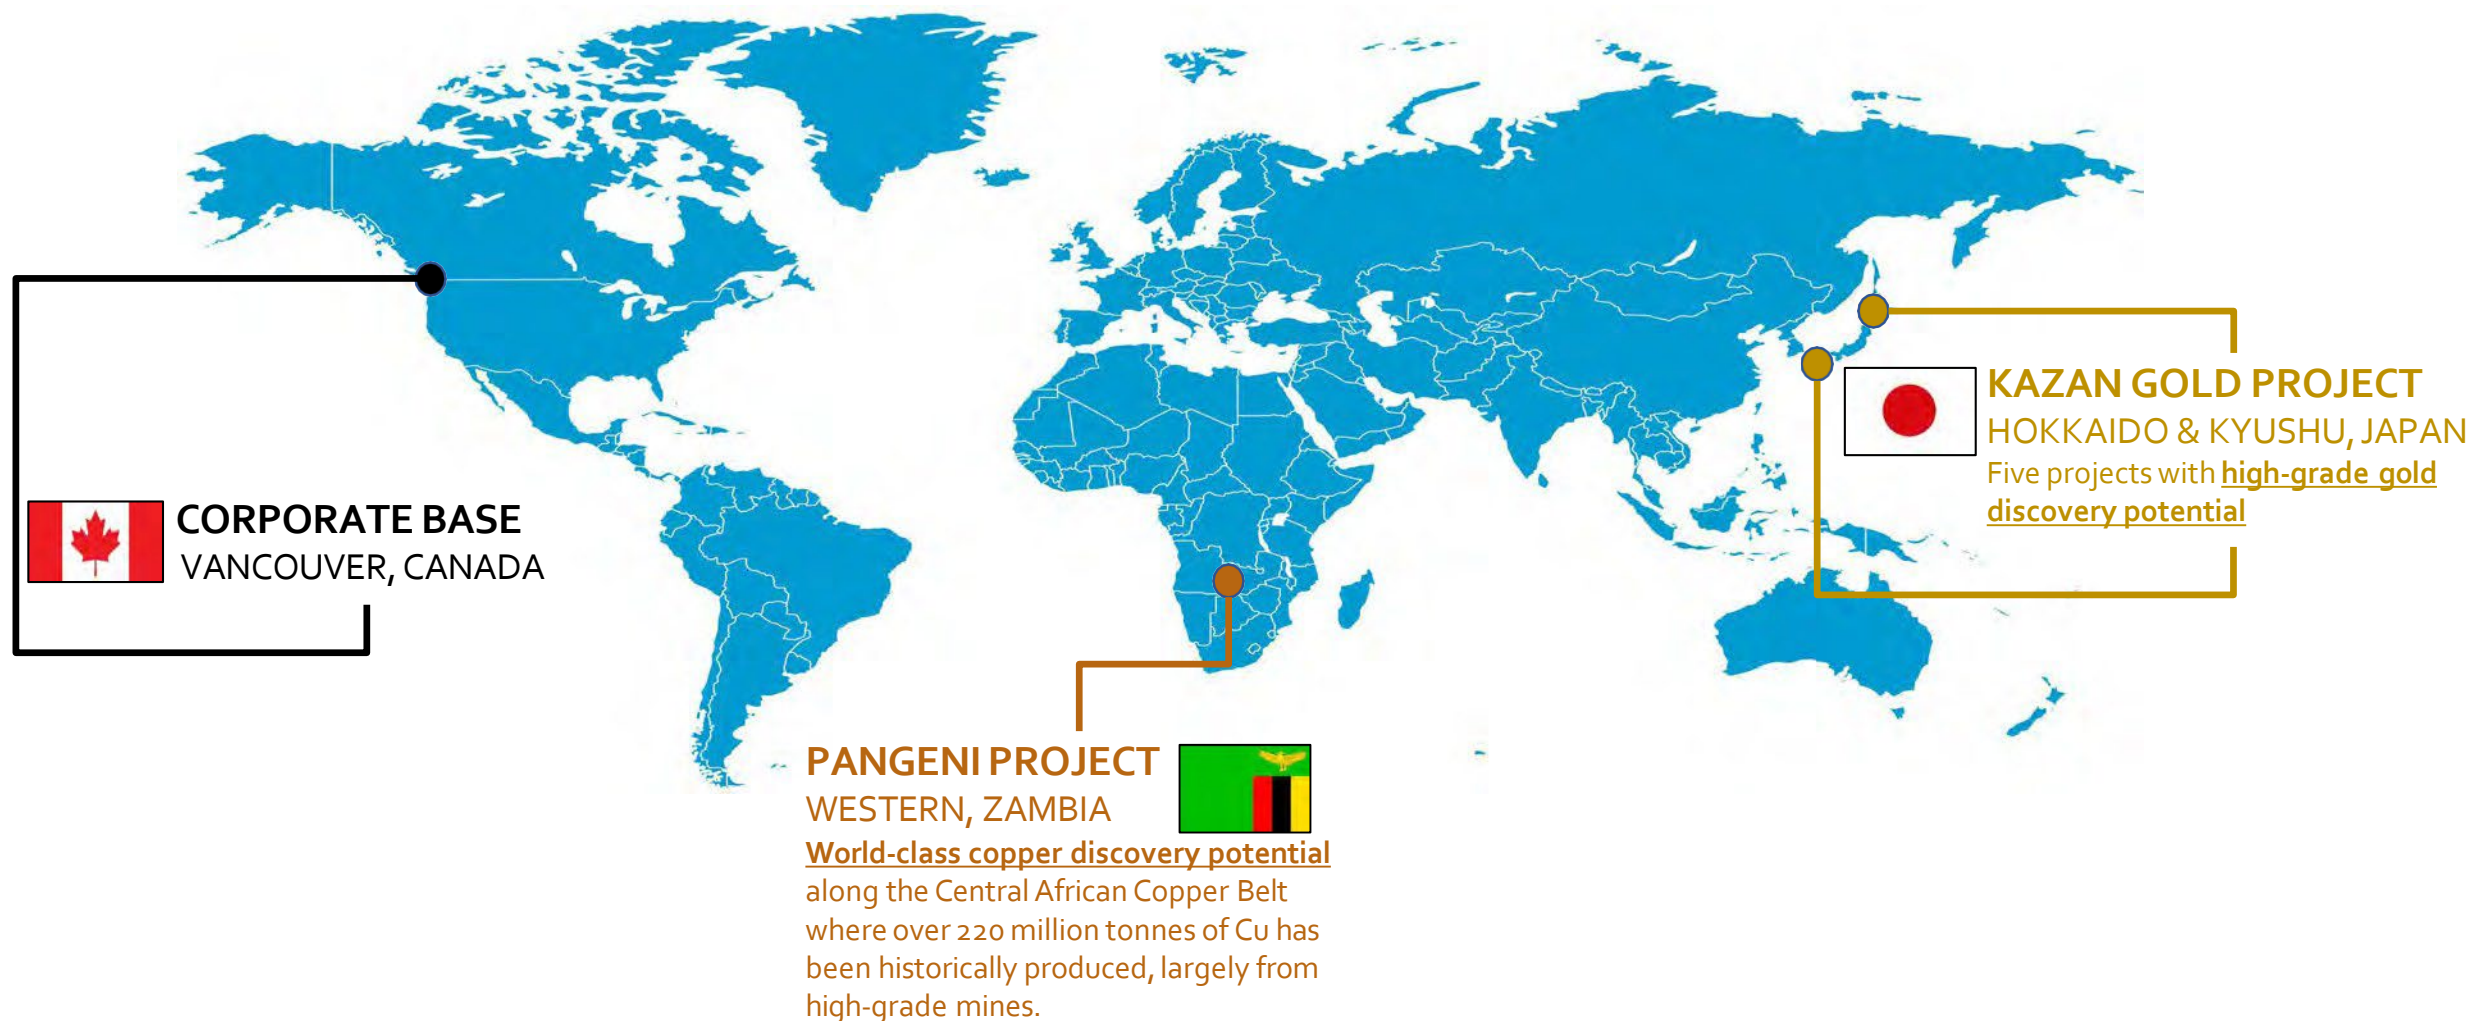 CORPORATE BASE
VANCOUVER, CANADA
KAZAN GOLD PROJECT
HOKKAIDO & KYUSHU, JAPAN
Five projects with high-grade gold
discovery potential
PANGENI PROJECT
WESTERN, ZAMBIA
World-class copper discovery potential
along the Central African Copper Belt
where over 220 million tonnes of Cu has
been historically produced, largely from
high-grade mines.